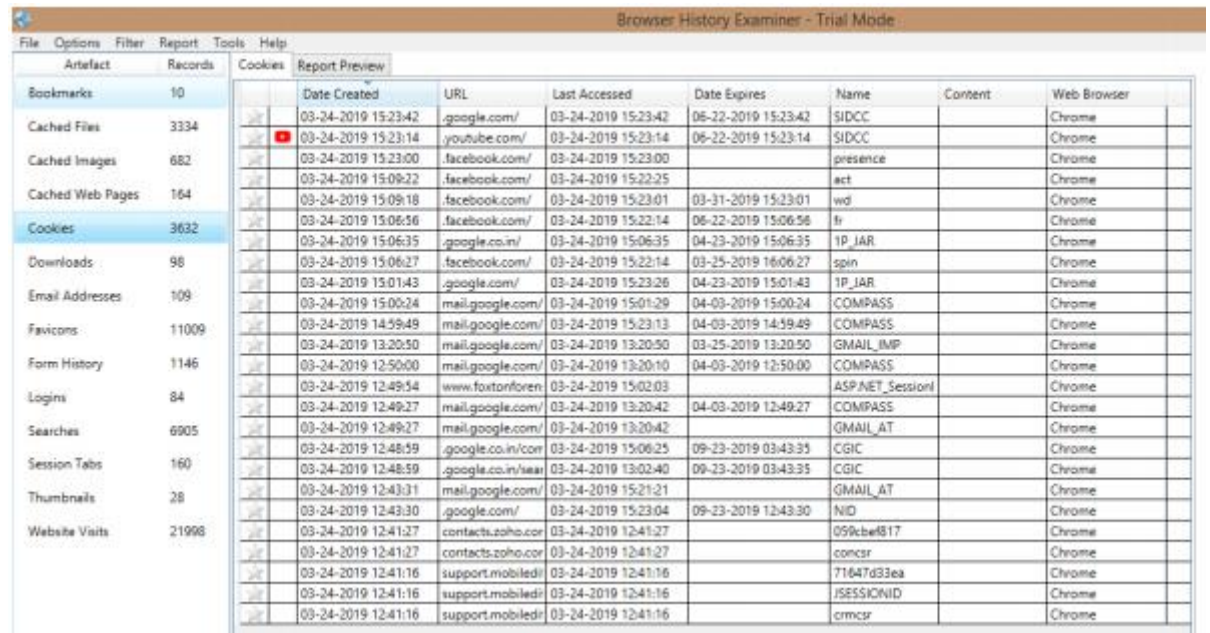 Browser History Examiner - Trial Mode
File Options Filter Report Tools Help
Artefact Records Cookies Report Preview
Bookmarks 10
Cached Files 3334
Cached Images 682
Cached Web Pages 164
Cookies 3632
Downloads 98
Email Addresses 109
Favicons 11009
Form History 1146
Logins 84
Searches 6905
Session Tabs 160
Thumbnails 28
Website Visits 21998
Date Created URL Last Accessed Date Expires Name Content Web Browser
03-24-2019 15:23:42 .google.com/ 03-24-2019 15:23:42 06-22-2019 15:23:42 SIDCC Chrome
03-24-2019 15:23:14 .youtube.com/ 03-24-2019 15:23:14 06-22-2019 15:23:14 SIDCC Chrome
03-24-2019 15:23:00 .facebook.com/ 03-24-2019 15:23:00 presence Chrome
03-24-2019 15:09:22 .facebook.com/ 03-24-2019 15:22:25 act Chrome
03-24-2019 15:09:18 .facebook.com/ 03-24-2019 15:23:01 03-31-2019 15:23:01 wd Chrome
03-24-2019 15:06:56 .facebook.com/ 03-24-2019 15:22:14 06-22-2019 15:06:56 fr Chrome
03-24-2019 15:06:35 .google.co.in/ 03-24-2019 15:06:35 04-23-2019 15:06:35 1P_JAR Chrome
03-24-2019 15:06:27 .facebook.com/ 03-24-2019 15:22:14 03-25-2019 16:06:27 spin Chrome
03-24-2019 15:01:43 .google.com/ 03-24-2019 15:23:26 04-23-2019 15:01:43 1P_JAR Chrome
03-24-2019 15:00:24 mail.google.com/ 03-24-2019 15:01:29 04-03-2019 15:00:24 COMPASS Chrome
03-24-2019 14:59:49 mail.google.com/ 03-24-2019 15:23:13 04-03-2019 14:59:49 COMPASS Chrome
03-24-2019 13:20:50 mail.google.com/ 03-24-2019 13:20:50 03-25-2019 13:20:50 GMAIL_IMP Chrome
03-24-2019 12:50:00 mail.google.com/ 03-24-2019 13:20:10 04-03-2019 12:50:00 COMPASS Chrome
03-24-2019 12:49:54 www.foxtonforen 03-24-2019 15:02:03 ASP.NET_SessionI Chrome
03-24-2019 12:49:27 mail.google.com/ 03-24-2019 13:20:42 04-03-2019 12:49:27 COMPASS Chrome
03-24-2019 12:49:27 mail.google.com/ 03-24-2019 13:20:42 GMAIL_AT Chrome
03-24-2019 12:48:59 .google.co.in/com 03-24-2019 15:06:25 09-23-2019 03:43:35 CGIC Chrome
03-24-2019 12:48:59 .google.co.in/sear 03-24-2019 13:02:40 09-23-2019 03:43:35 CGIC Chrome
03-24-2019 12:43:31 mail.google.com/ 03-24-2019 15:21:21 GMAIL_AT Chrome
03-24-2019 12:43:30 .google.com/ 03-24-2019 15:23:04 09-23-2019 12:43:30 NID Chrome
03-24-2019 12:41:27 contacts.zoho.cor 03-24-2019 12:41:27 059cbef817 Chrome
03-24-2019 12:41:27 contacts.zoho.cor 03-24-2019 12:41:27 concsr Chrome
03-24-2019 12:41:16 support.mobiledi 03-24-2019 12:41:16 71647d33ea Chrome
03-24-2019 12:41:16 support.mobiledi 03-24-2019 12:41:16 JSESSIONID Chrome
03-24-2019 12:41:16 support.mobiledi 03-24-2019 12:41:16 crmcsr Chrome